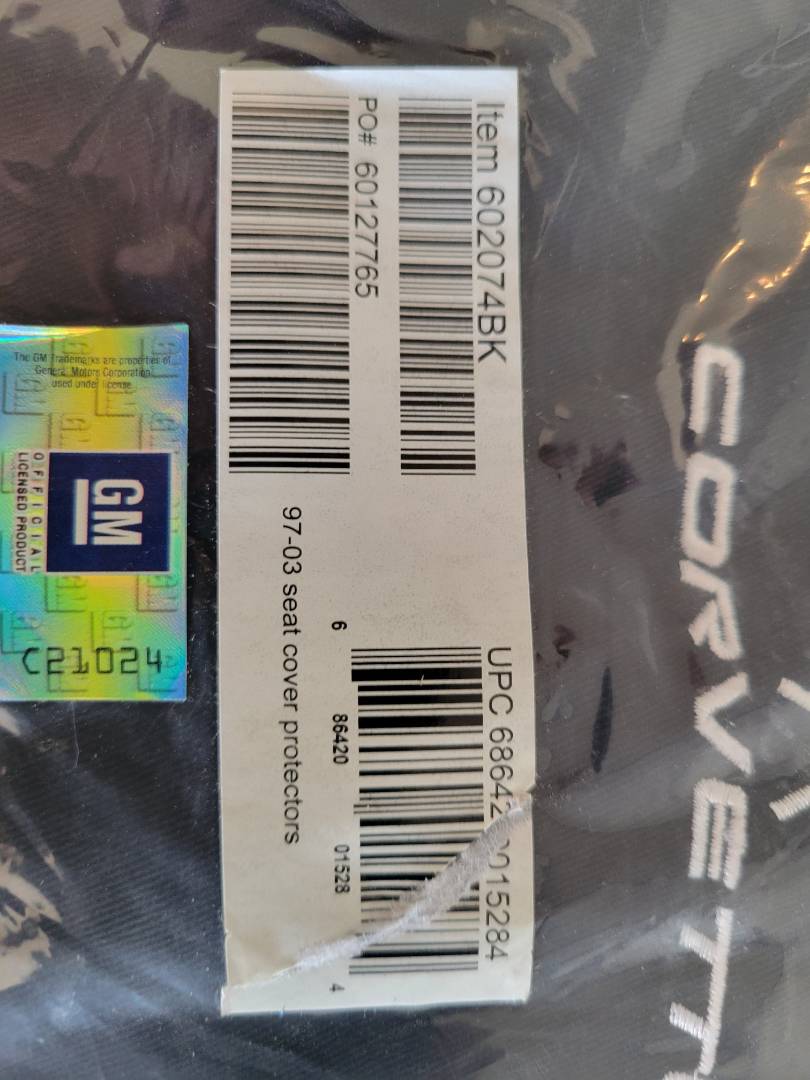 Item 602074BK
PO# 60127765
UPC 686420015284
6 86420 01528 4
97-03 seat cover protectors
The GM Trademarks are properties of
General Motors Corporation
used under license
GM
OFFICIAL
LICENSED PRODUCT
C21024
CORVETT